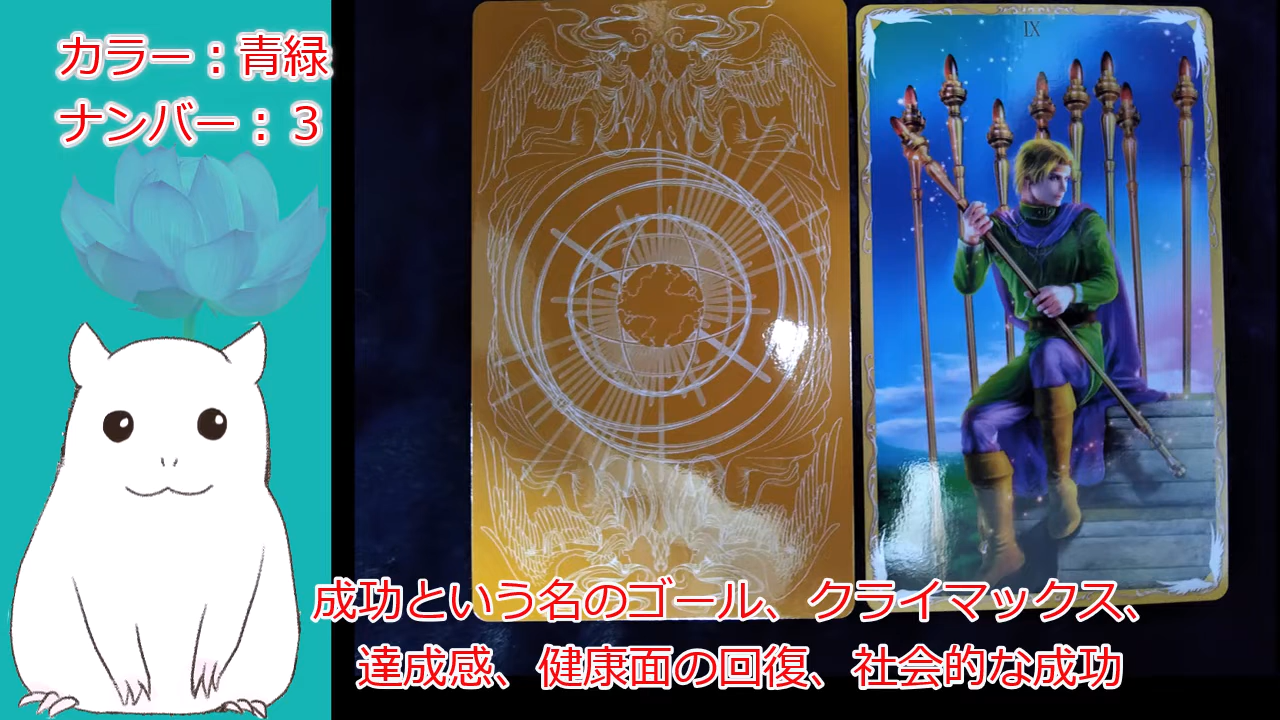 カラー：青緑
ナンバー：３
IX
成功という名のゴール、クライマックス、
達成感、健康面の回復、社会的な成功